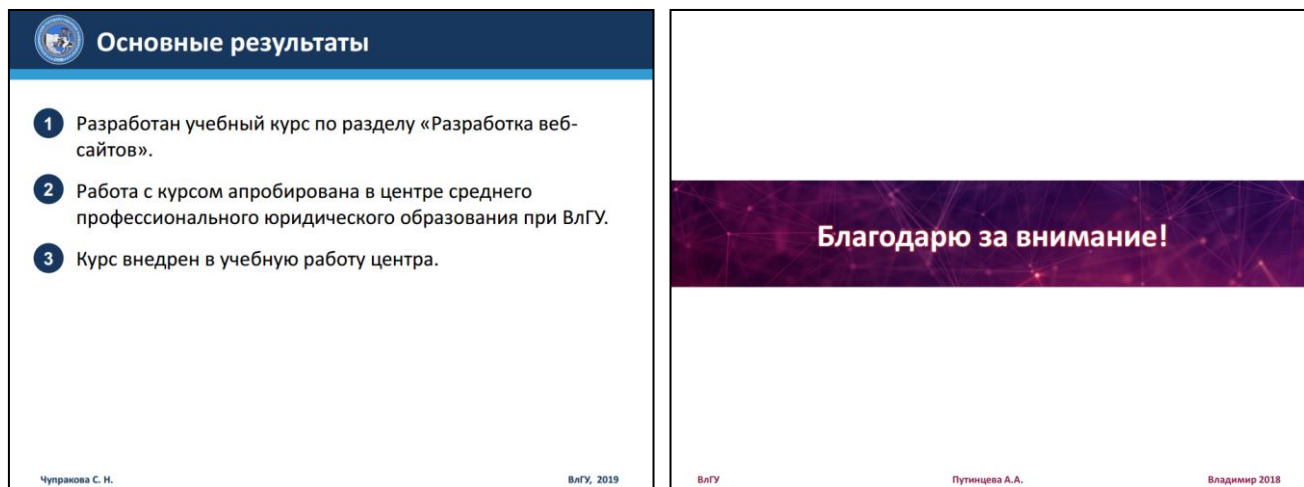 Основные результаты
1 Разработан учебный курс по разделу «Разработка веб-
сайтов».
2 Работа с курсом апробирована в центре среднего
профессионального юридического образования при ВлГУ.
3 Курс внедрен в учебную работу центра.
Чупракова С. Н. ВлГУ, 2019
Благодарю за внимание!
ВлГУ Путинцева А.А. Владимир 2018